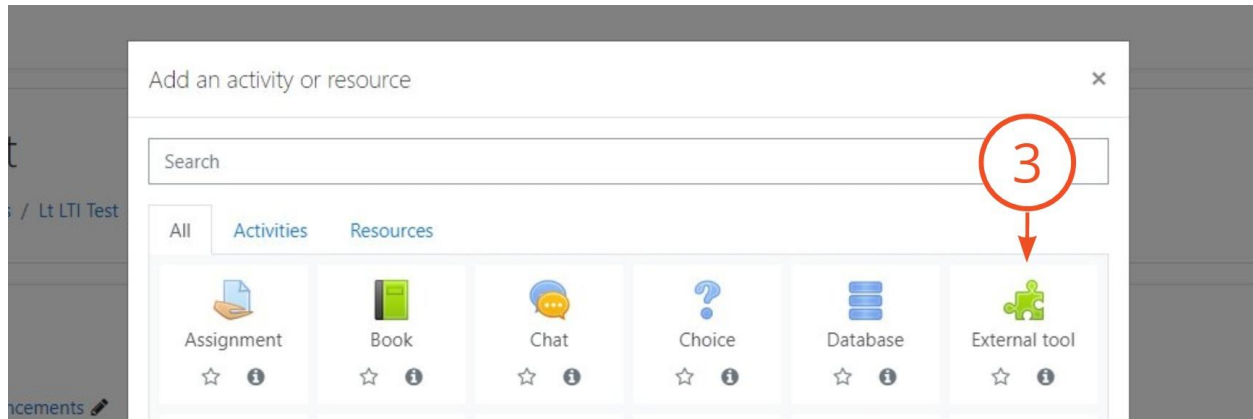 Add an activity or resource ×
Search
3
t
s / Lt LTI Test
All Activities Resources
Assignment Book Chat Choice Database External tool
ncements